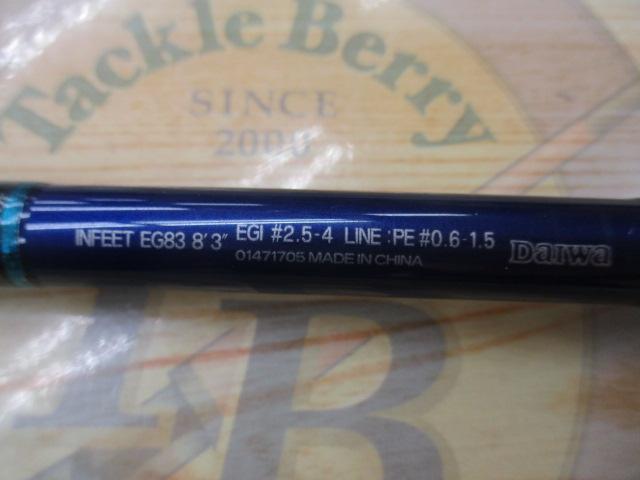 Tackle Berry
SINCE
2000
INFEET EG83 8'3" EGI #2.5-4 LINE :PE #0.6-1.5
01471705 MADE IN CHINA
Daiwa
B